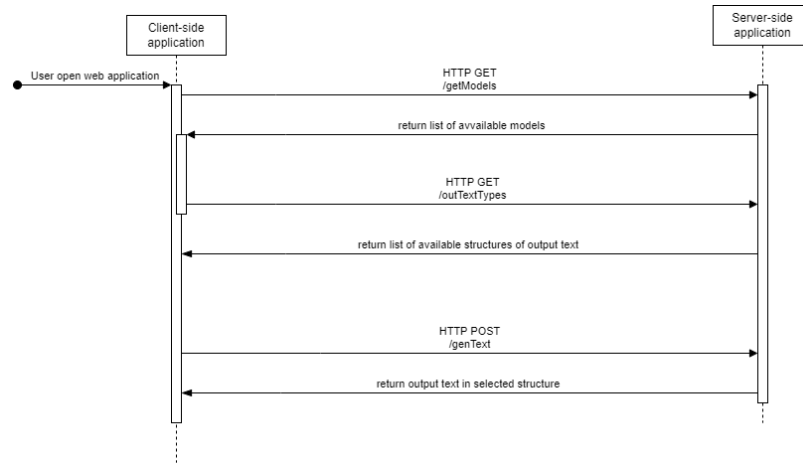 Client-side
application
Server-side
application
User open web application
HTTP GET
/getModels
return list of avvailable models
HTTP GET
/outTextTypes
return list of available structures of output text
HTTP POST
/genText
return output text in selected structure